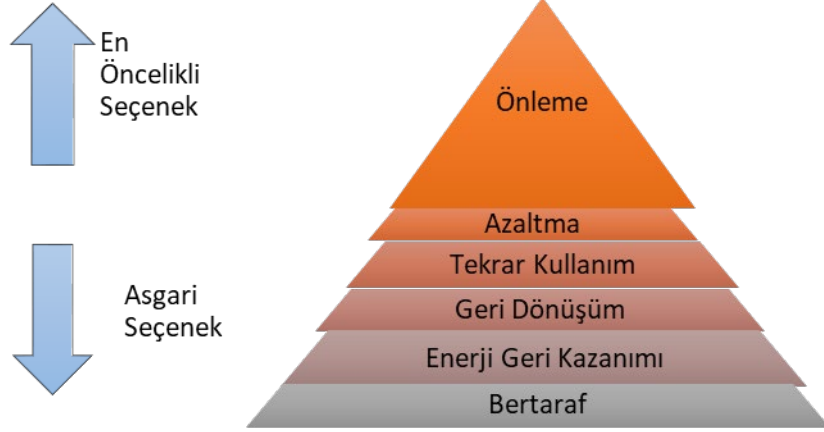 En
Öncelikli
Seçenek
Önleme
Azaltma
Tekrar Kullanım
Asgari
Seçenek
Geri Dönüşüm
Enerji Geri Kazanımı
Bertaraf